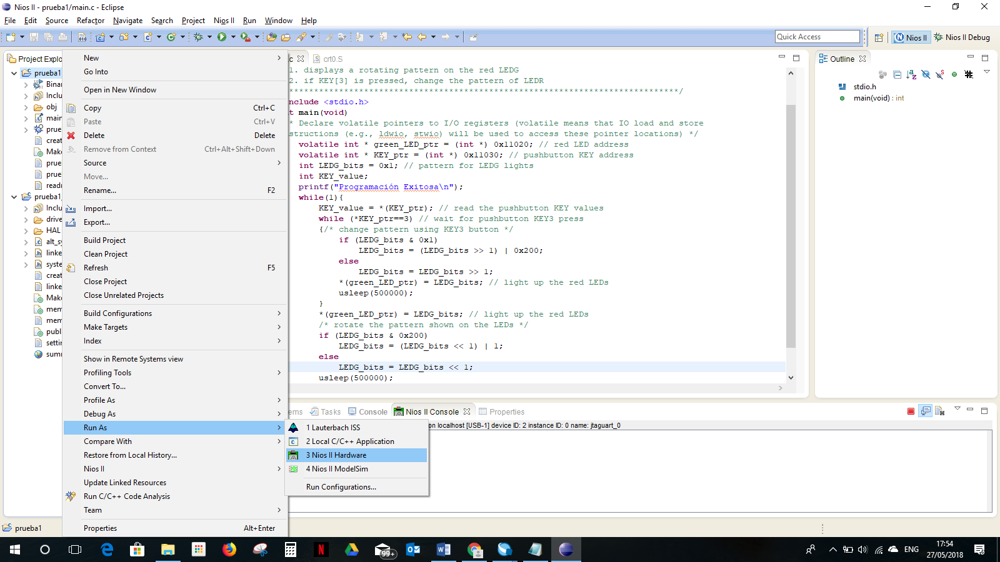 Nios II - prueba1/main.c - Eclipse
File Edit Source Refactor Navigate Search Project Nios II Run Window Help
Quick Access
Nios II
Nios II Debug
Project Explo
prueba1
Binar
Inclu
obj
main
prue
creat
Make
prue
prue
readr
prueba1
Inclu
drive
HAL
alt_sy
linke
syste
creat
linke
Make
mem
mem
publ
settir
sumr
New
Go Into
Open in New Window
Copy Ctrl+C
Paste Ctrl+V
Delete Delete
Remove from Context Ctrl+Alt+Shift+Down
Source
Move...
Rename... F2
Import...
Export...
Build Project
Clean Project
Refresh F5
Close Project
Close Unrelated Projects
Build Configurations
Make Targets
Index
Show in Remote Systems view
Profiling Tools
Convert To...
Profile As
Debug As
Run As
Compare With
Restore from Local History...
Nios II
Update Linked Resources
Run C/C++ Code Analysis
Team
Properties Alt+Enter
1 Lauterbach ISS
2 Local C/C++ Application
3 Nios II Hardware
4 Nios II ModelSim
Run Configurations...
.c crt0.S
1. displays a rotating pattern on the red LEDG
2. if KEY[3] is pressed, change the pattern of LEDR
******************************************************************************/
nclude <stdio.h>
t main(void)
* Declare volatile pointers to I/O registers (volatile means that IO load and store
structions (e.g., ldwio, stwio) will be used to access these pointer locations) */
volatile int * green_LED_ptr = (int *) 0x11020; // red LED address
volatile int * KEY_ptr = (int *) 0x11030; // pushbutton KEY address
int LEDG_bits = 0x1; // pattern for LEDG lights
int KEY_value;
printf("Programación Exitosa\n");
while(1){
KEY_value = *(KEY_ptr); // read the pushbutton KEY values
while (*KEY_ptr==3) // wait for pushbutton KEY3 press
{/* change pattern using KEY3 button */
if (LEDG_bits & 0x1)
LEDG_bits = (LEDG_bits >> 1) | 0x200;
else
LEDG_bits = LEDG_bits >> 1;
*(green_LED_ptr) = LEDG_bits; // light up the red LEDs
usleep(500000);
}
*(green_LED_ptr) = LEDG_bits; // light up the red LEDs
/* rotate the pattern shown on the LEDs */
if (LEDG_bits & 0x200)
LEDG_bits = (LEDG_bits << 1) | 1;
else
LEDG_bits = LEDG_bits << 1;
usleep(500000);
Outline
stdio.h
main(void) : int
ems Tasks Console Nios II Console Properties
on localhost [USB-1] device ID: 2 instance ID: 0 name: jtaguart_0
prueba1
99+
ENG
17:54
27/05/2018